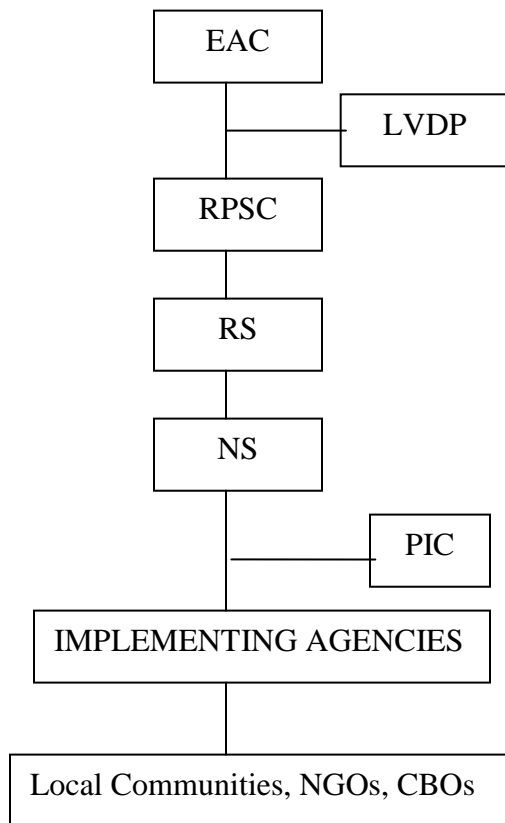 EAC
LVDP
RPSC
RS
NS
PIC
IMPLEMENTING AGENCIES
Local Communities, NGOs, CBOs